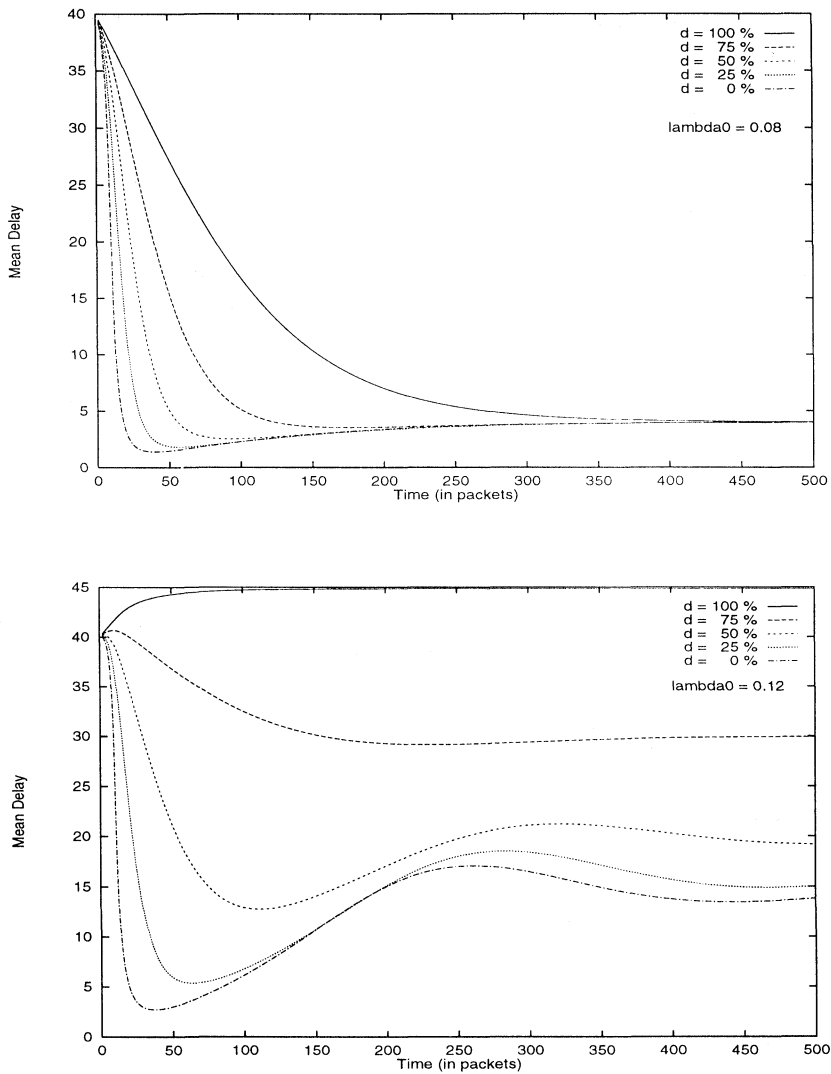 40
35
30
25
20
15
10
5
0
Mean Delay
d = 100 %
d = 75 %
d = 50 %
d = 25 %
d = 0 %
lambda0 = 0.08
0 50 100 150 200 250 300 350 400 450 500
Time (in packets)
45
40
35
30
25
20
15
10
5
0
Mean Delay
d = 100 %
d = 75 %
d = 50 %
d = 25 %
d = 0 %
lambda0 = 0.12
0 50 100 150 200 250 300 350 400 450 500
Time (in packets)